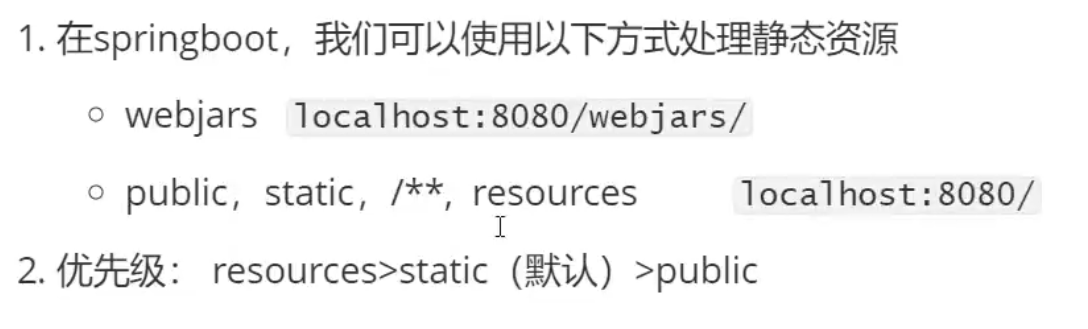 1. 在springboot，我们可以使用以下方式处理静态资源
webjars localhost:8080/webjars/
public，static，/**，resources localhost:8080/
2. 优先级： resources>static（默认）>public